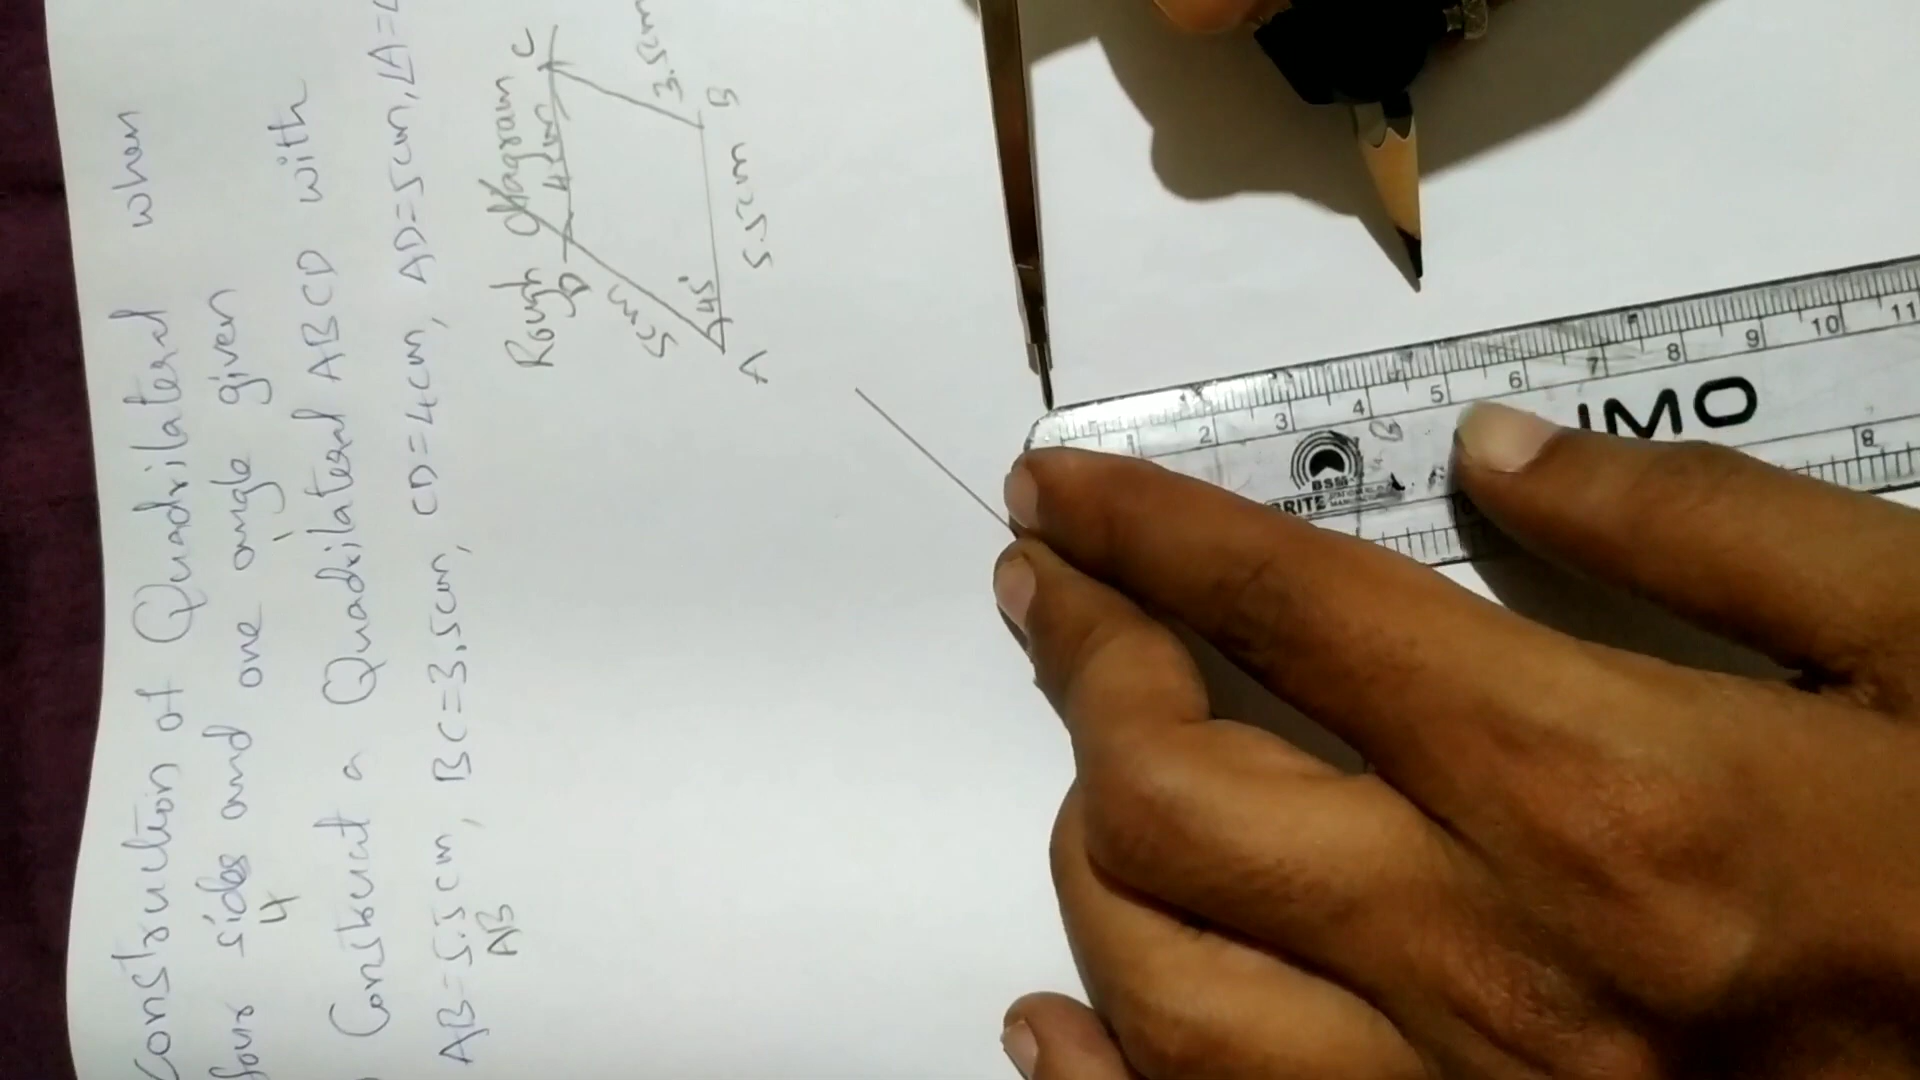 Construction of Quadrilateral when
four sides and one angle given
4
Construct a Quadrilateral ABCD with
AB=5.5cm, BC=3.5cm, CD=4cm, AD=5cm, ∠A=
AB
Rough diagram
D 4cm C
5cm
3.5cm
45°
A 5.5cm B
1 2 3 4 5 6 7 8 9 10 11
BSM
8